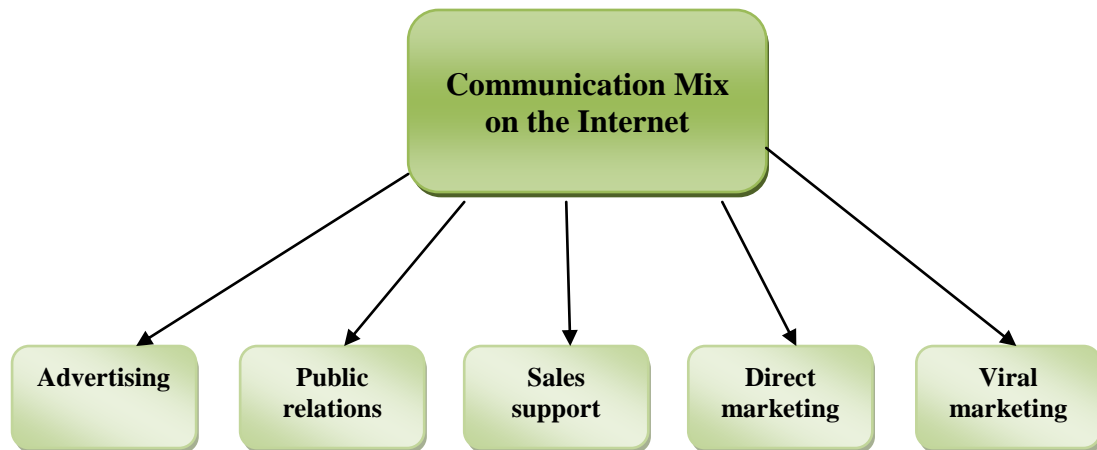 Communication Mix
on the Internet
Advertising
Public
relations
Sales
support
Direct
marketing
Viral
marketing